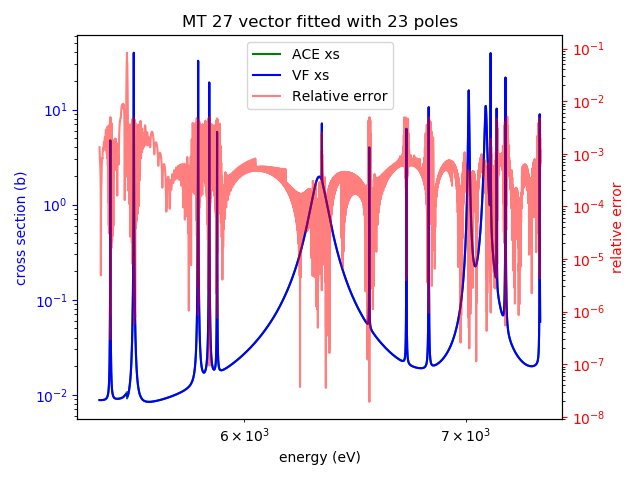 MT 27 vector fitted with 23 poles
ACE xs
VF xs
Relative error
cross section (b)
10¹
10⁰
10⁻¹
10⁻²
10⁻¹
10⁻²
10⁻³
10⁻⁴
10⁻⁵
10⁻⁶
10⁻⁷
10⁻⁸
relative error
6 × 10³
7 × 10³
energy (eV)